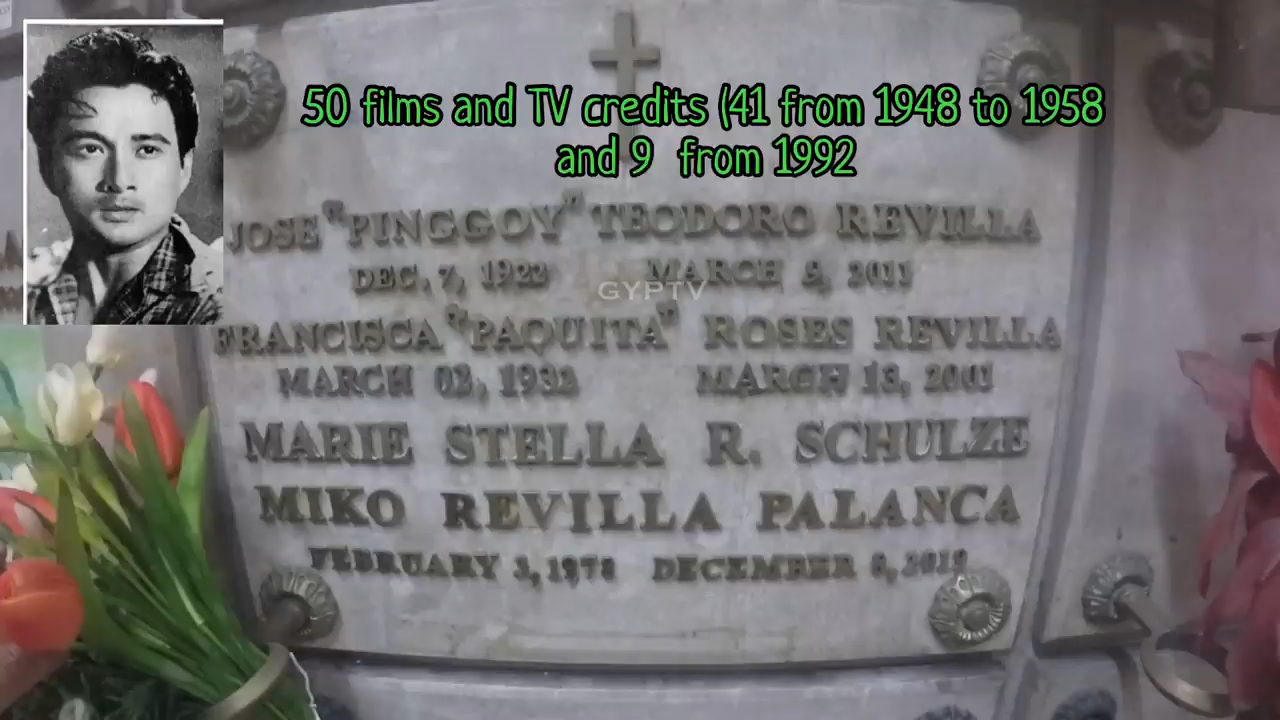 50 films and TV credits (41 from 1948 to 1958
and 9 from 1992
JOSE "PINGGOY" TEODORO REVILLA
DEC. 7, 1922 MARCH 9, 2011
GYPTV
FRANCISCA "PAQUITA" ROSES REVILLA
MARCH 02, 1932 MARCH 13, 2001
MARIE STELLA R. SCHULZE
MIKO REVILLA PALANCA
FEBRUARY 3, 1978 DECEMBER 8, 2019